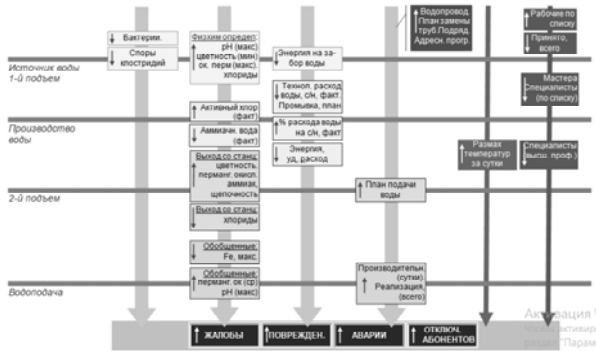 Водопровод.
План замены
труб.Подряд.
Адресн. прогр.
Рабочие по
списку
Принято,
всего
Бактерии.
Споры
клостридий
Физхим определ:
pH (макс)
цветность (мин)
ок. перм (макс).
хлориды
Энергия на за-
бор воды
Источник воды
1-й подъем
Технол. расход
воды, с/н, факт.
Промывка, план
Мастера
Специалисты
(по списку)
Активный хлор
(факт)
Аммиачн. вода
(факт)
% расхода воды
на с/н, факт
Производство
воды
Энергия,
уд, расход
Размах
температур
за сутки
Специалисты
(высш. проф.)
Выход со станц:
цветность.
перманг. окисл.
аммиак,
щелочность
План подачи
воды
2-й подъем
Выход со станц:
хлориды
Обобщенные:
Fe, макс.
Обобщенные:
перманг. ок (ср)
pH (макс)
Производительн.
(сутки).
Реализация,
(всего)
Водоподача
ЖАЛОБЫ
ПОВРЕЖДЕН.
АВАРИИ
ОТКЛЮЧ.
АБОНЕНТОВ